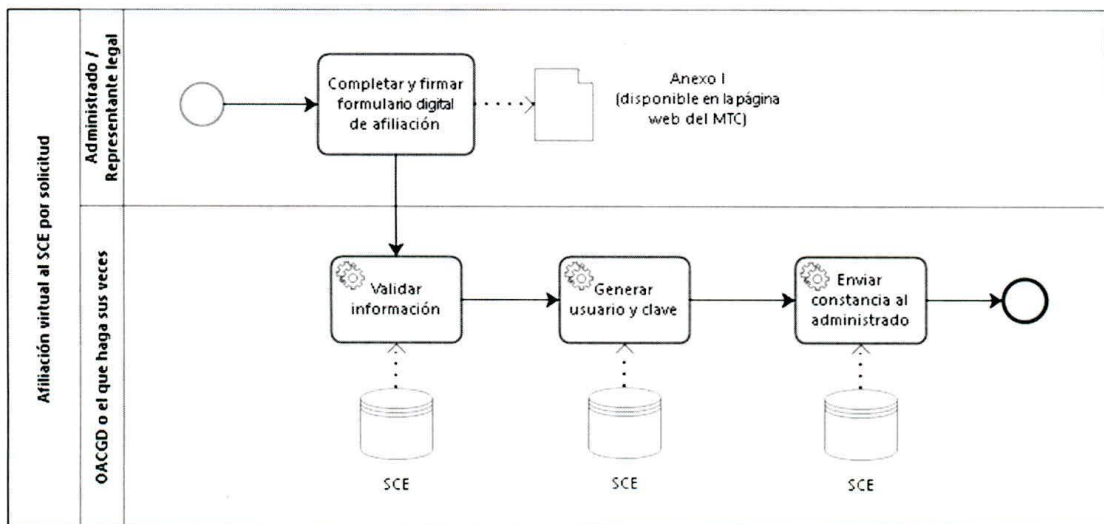 Afiliación virtual al SCE por solicitud
Administrado /
Representante legal
Completar y firmar
formulario digital
de afiliación
Anexo I
(disponible en la página
web del MTC)
OACGD o el que haga sus veces
Validar
información
Generar
usuario y clave
Enviar
constancia al
administrado
SCE
SCE
SCE